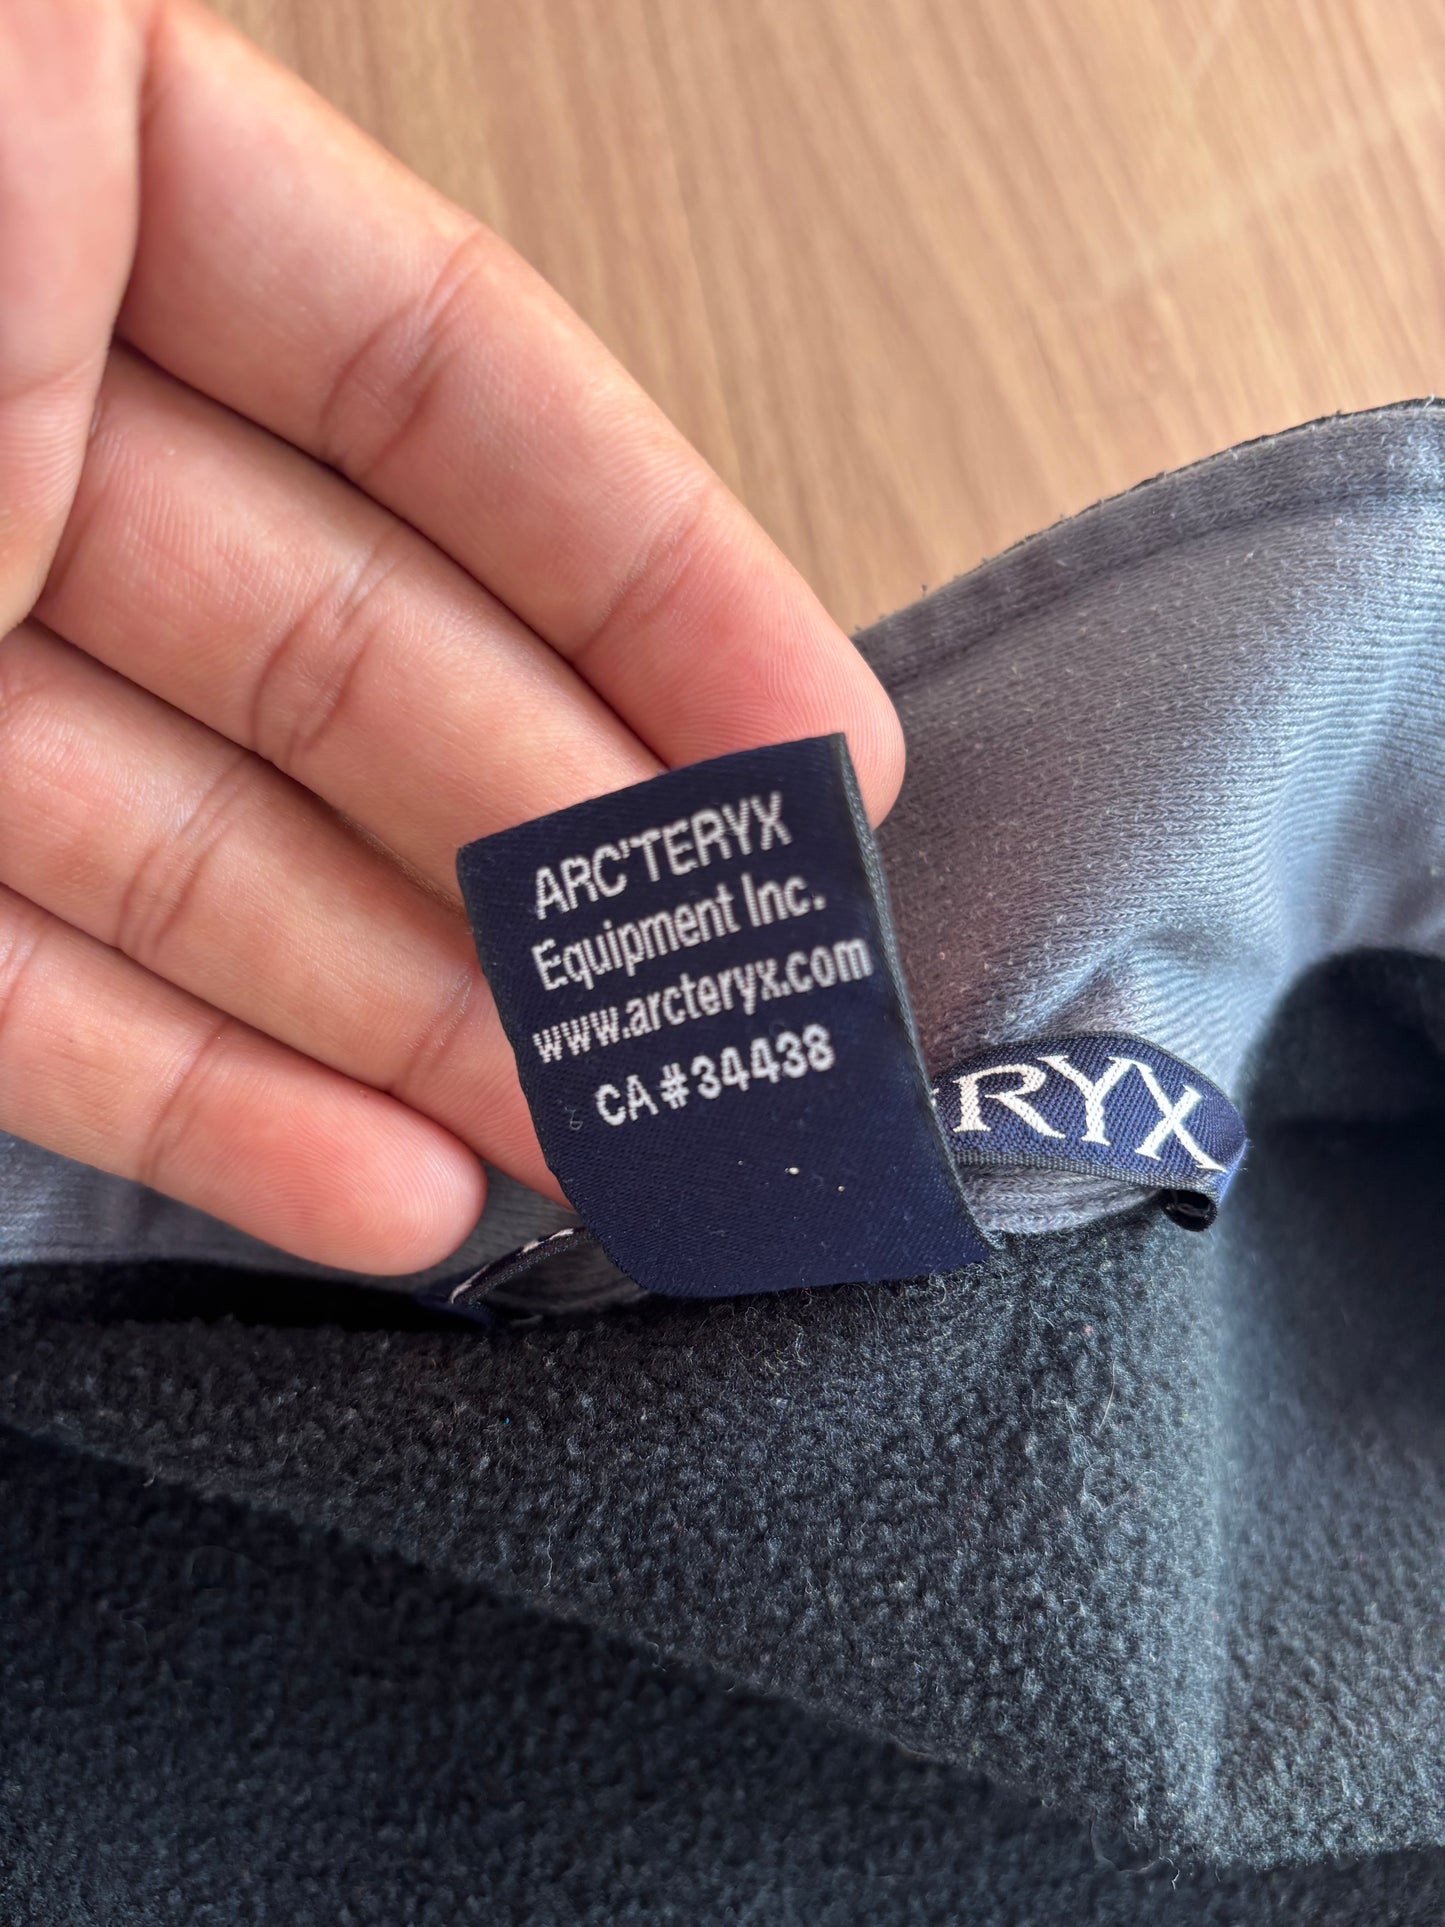 ARC'TERYX
Equipment Inc.
www.arcteryx.com
CA#34438
RYX